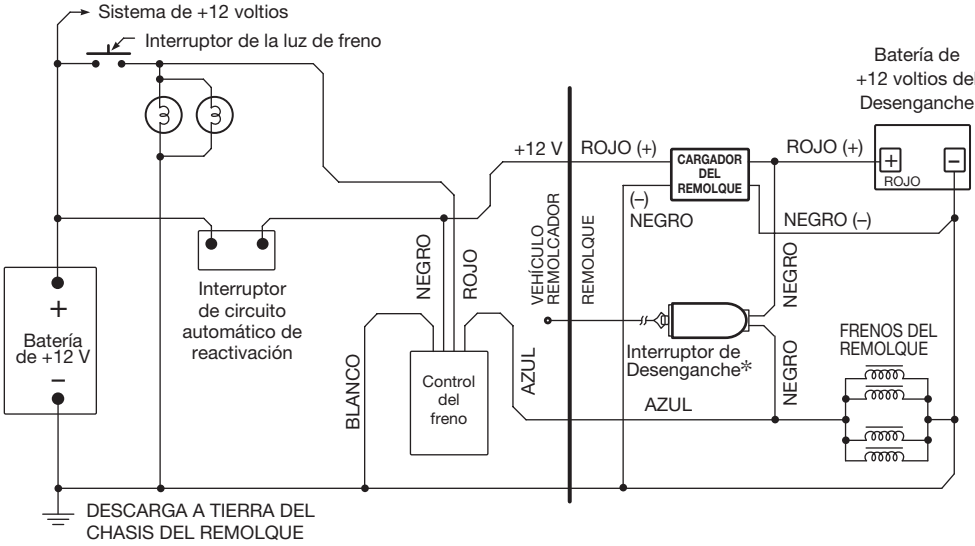 Sistema de +12 voltios
Interruptor de la luz de freno
Batería de
+12 voltios del
Desenganche
+12 V
ROJO (+)
CARGADOR
DEL
REMOLQUE
ROJO (+)
+
–
ROJO
(–)
NEGRO
NEGRO (–)
NEGRO
ROJO
VEHÍCULO
REMOLCADOR
REMOLQUE
NEGRO
Interruptor
de circuito
automático de
reactivación
+
Batería
de +12 V
–
Interruptor de
Desenganche*
FRENOS DEL
REMOLQUE
BLANCO
Control
del
freno
AZUL
AZUL
NEGRO
DESCARGA A TIERRA DEL
CHASIS DEL REMOLQUE